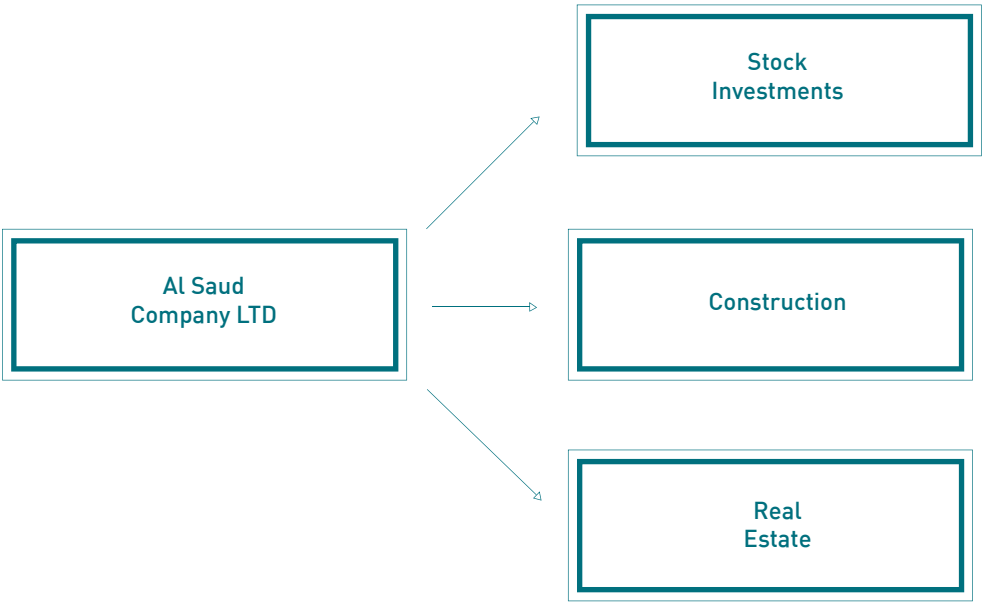 Stock
Investments
Al Saud
Company LTD
Construction
Real
Estate